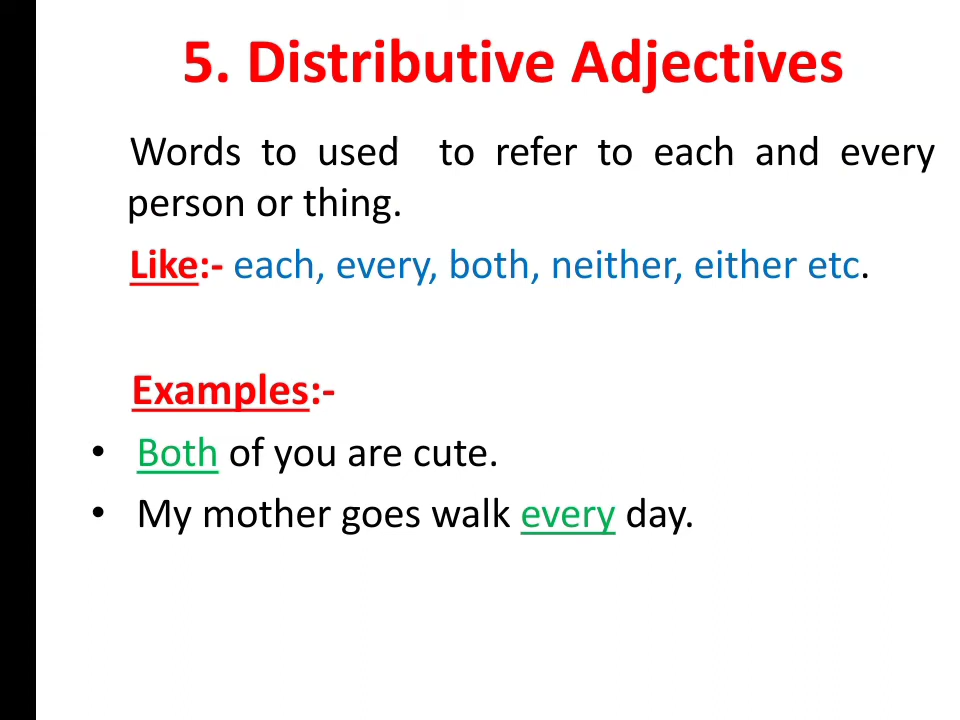 5. Distributive Adjectives
Words to used to refer to each and every
person or thing.
Like:- each, every, both, neither, either etc.
Examples:-
• Both of you are cute.
• My mother goes walk every day.